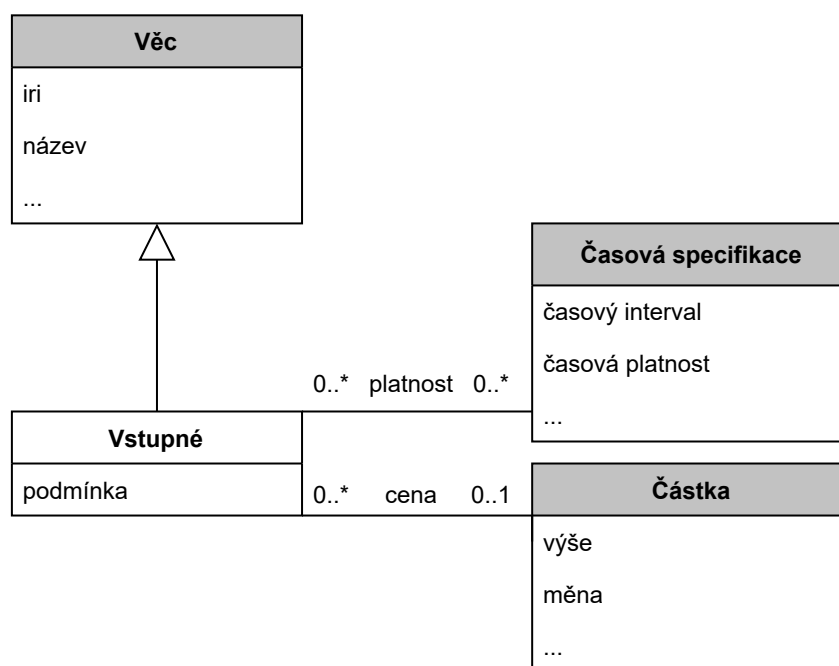 Věc
iri
název
...
Časová specifikace
časový interval
časová platnost
...
0..* platnost 0..*
Vstupné
podmínka
0..* cena 0..1
Částka
výše
měna
...